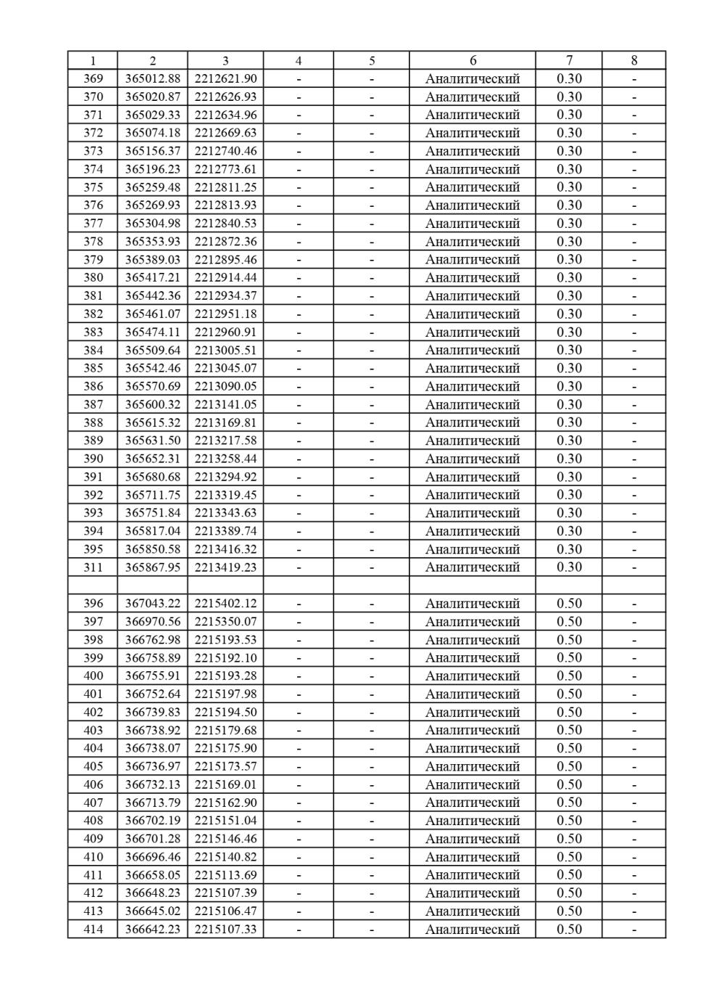 1 2 3 4 5 6 7 8
369 365012.88 2212621.90 - - Аналитический 0.30 -
370 365020.87 2212626.93 - - Аналитический 0.30 -
371 365029.33 2212634.96 - - Аналитический 0.30 -
372 365074.18 2212669.63 - - Аналитический 0.30 -
373 365156.37 2212740.46 - - Аналитический 0.30 -
374 365196.23 2212773.61 - - Аналитический 0.30 -
375 365259.48 2212811.25 - - Аналитический 0.30 -
376 365269.93 2212813.93 - - Аналитический 0.30 -
377 365304.98 2212840.53 - - Аналитический 0.30 -
378 365353.93 2212872.36 - - Аналитический 0.30 -
379 365389.03 2212895.46 - - Аналитический 0.30 -
380 365417.21 2212914.44 - - Аналитический 0.30 -
381 365442.36 2212934.37 - - Аналитический 0.30 -
382 365461.07 2212951.18 - - Аналитический 0.30 -
383 365474.11 2212960.91 - - Аналитический 0.30 -
384 365509.64 2213005.51 - - Аналитический 0.30 -
385 365542.46 2213045.07 - - Аналитический 0.30 -
386 365570.69 2213090.05 - - Аналитический 0.30 -
387 365600.32 2213141.05 - - Аналитический 0.30 -
388 365615.32 2213169.81 - - Аналитический 0.30 -
389 365631.50 2213217.58 - - Аналитический 0.30 -
390 365652.31 2213258.44 - - Аналитический 0.30 -
391 365680.68 2213294.92 - - Аналитический 0.30 -
392 365711.75 2213319.45 - - Аналитический 0.30 -
393 365751.84 2213343.63 - - Аналитический 0.30 -
394 365817.04 2213389.74 - - Аналитический 0.30 -
395 365850.58 2213416.32 - - Аналитический 0.30 -
311 365867.95 2213419.23 - - Аналитический 0.30 -
396 367043.22 2215402.12 - - Аналитический 0.50 -
397 366970.56 2215350.07 - - Аналитический 0.50 -
398 366762.98 2215193.53 - - Аналитический 0.50 -
399 366758.89 2215192.10 - - Аналитический 0.50 -
400 366755.91 2215193.28 - - Аналитический 0.50 -
401 366752.64 2215197.98 - - Аналитический 0.50 -
402 366739.83 2215194.50 - - Аналитический 0.50 -
403 366738.92 2215179.68 - - Аналитический 0.50 -
404 366738.07 2215175.90 - - Аналитический 0.50 -
405 366736.97 2215173.57 - - Аналитический 0.50 -
406 366732.13 2215169.01 - - Аналитический 0.50 -
407 366713.79 2215162.90 - - Аналитический 0.50 -
408 366702.19 2215151.04 - - Аналитический 0.50 -
409 366701.28 2215146.46 - - Аналитический 0.50 -
410 366696.46 2215140.82 - - Аналитический 0.50 -
411 366658.05 2215113.69 - - Аналитический 0.50 -
412 366648.23 2215107.39 - - Аналитический 0.50 -
413 366645.02 2215106.47 - - Аналитический 0.50 -
414 366642.23 2215107.33 - - Аналитический 0.50 -